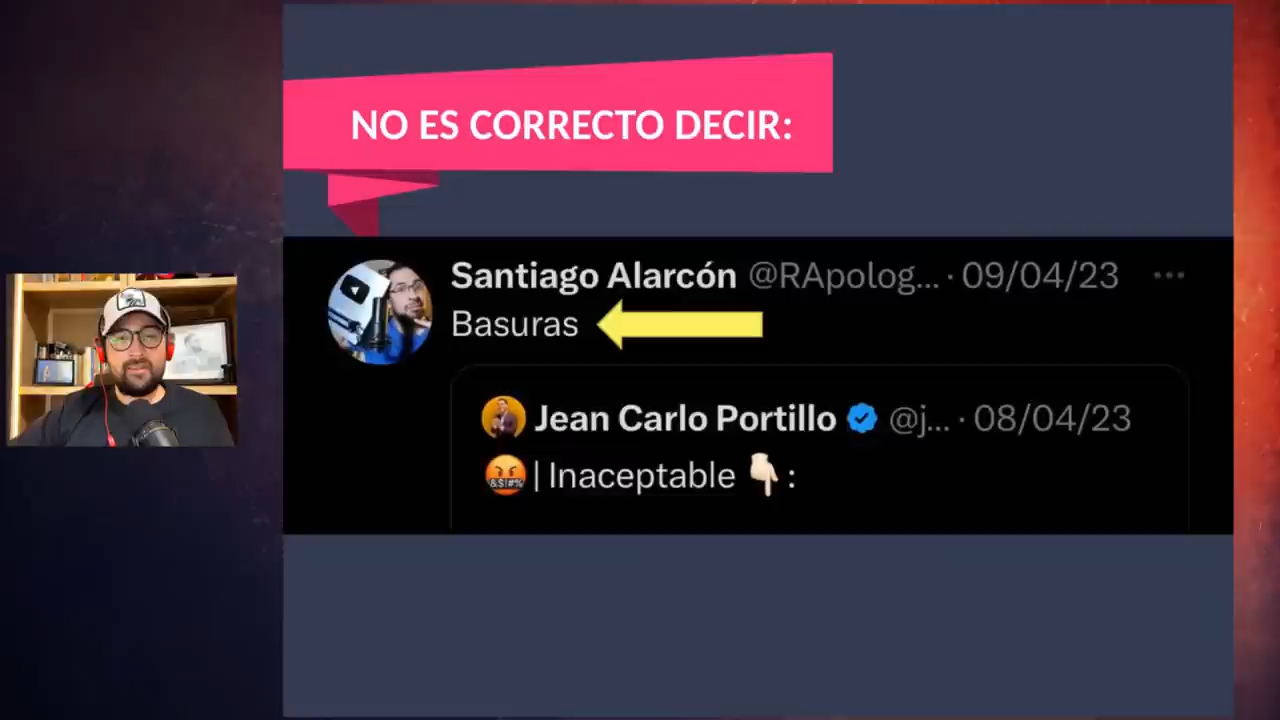 NO ES CORRECTO DECIR:
Santiago Alarcón @RApolog... · 09/04/23 ···
Basuras
Jean Carlo Portillo @j... · 08/04/23
&$!#%
| Inaceptable 👇🏻: